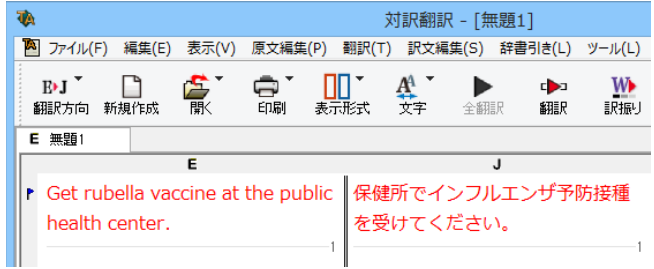 対訳翻訳 - [無題1]
ファイル(F) 編集(E) 表示(V) 原文編集(P) 翻訳(T) 訳文編集(S) 辞書引き(L) ツール(L)
E▸J
翻訳方向 新規作成 開く 印刷 表示形式 文字 全翻訳 翻訳 訳振り
E 無題1
E J
Get rubella vaccine at the public 保健所でインフルエンザ予防接種
health center. を受けてください。
1 1